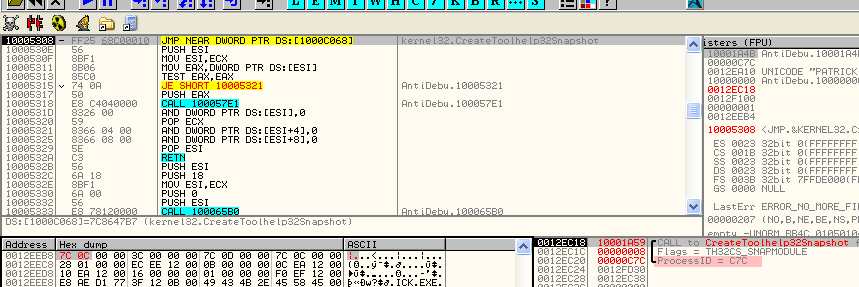 L E M T W H C / K B R ... S
10005308 - FF25 68C00010 JMP NEAR DWORD PTR DS:[1000C068] kernel32.CreateToolhelp32Snapshot
1000530E 56 PUSH ESI
1000530F 8BF1 MOV ESI,ECX
10005311 8B06 MOV EAX,DWORD PTR DS:[ESI]
10005313 85C0 TEST EAX,EAX
10005315 74 0A JE SHORT 10005321 AntiDebu.10005321
10005317 50 PUSH EAX
10005318 E8 C4040000 CALL 100057E1 AntiDebu.100057E1
1000531D 8326 00 AND DWORD PTR DS:[ESI],0
10005320 59 POP ECX
10005321 8366 04 00 AND DWORD PTR DS:[ESI+4],0
10005325 8366 08 00 AND DWORD PTR DS:[ESI+8],0
10005329 5E POP ESI
1000532A C3 RETN
1000532B 56 PUSH ESI
1000532C 6A 18 PUSH 18
1000532E 8BF1 MOV ESI,ECX
10005330 6A 00 PUSH 0
10005332 56 PUSH ESI
10005333 E8 78120000 CALL 100065B0 AntiDebu.100065B0
DS:[1000C068]=7C8647B7 (kernel32.CreateToolhelp32Snapshot)
isters (FPU)
10001A4B AntiDebu.10001A4
00000C7C
0012EA10 UNICODE "PATRICK
10000000 AntiDebu.1000000
0012EC18
0012F100
00000001
0012EEB4
10005308 <JMP.&KERNEL32.C
ES 0023 32bit 0(FFFFFFFF
CS 001B 32bit 0(FFFFFFFF
SS 0023 32bit 0(FFFFFFFF
DS 0023 32bit 0(FFFFFFFF
FS 003B 32bit 7FFDE000(F
GS 0000 NULL
LastErr ERROR_NO_MORE_FI
00000207 (NO,B,NE,BE,NS,P
empty -UNORM BB4C 0105010
Address Hex dump ASCII
0012EEB8 7C 0C 00 00 3C 00 00 00 7C 0D 00 00 00 00 00 00
0012EEC8 28 01 00 00 EC EE 12 00 0B 00 00 00 0C EA 12 00
0012EED8 10 EA 12 00 16 00 00 00 01 00 00 00 F0 EF 12 00
0012EEE8 E8 AE D1 77 3F 12 0B 00 49 43 4B 2E 45 58 45 00
0012EC18 10001A59 CALL to CreateToolhelp32Snapshot
0012EC1C 00000008 Flags = TH32CS_SNAPMODULE
0012EC20 00000C7C ProcessID = C7C
0012EC24 0012FD30
0012EC28 0012EC38